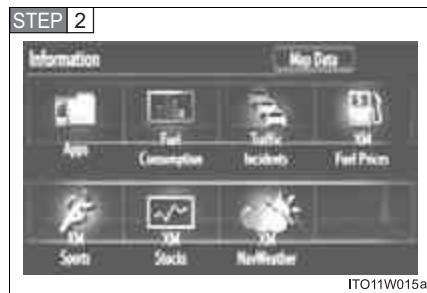 STEP 2
Information Map Data
Apps Fuel Consumption Traffic Incidents XM Fuel Prices
XM Sports XM Stocks XM NavWeather
ITO11W015a